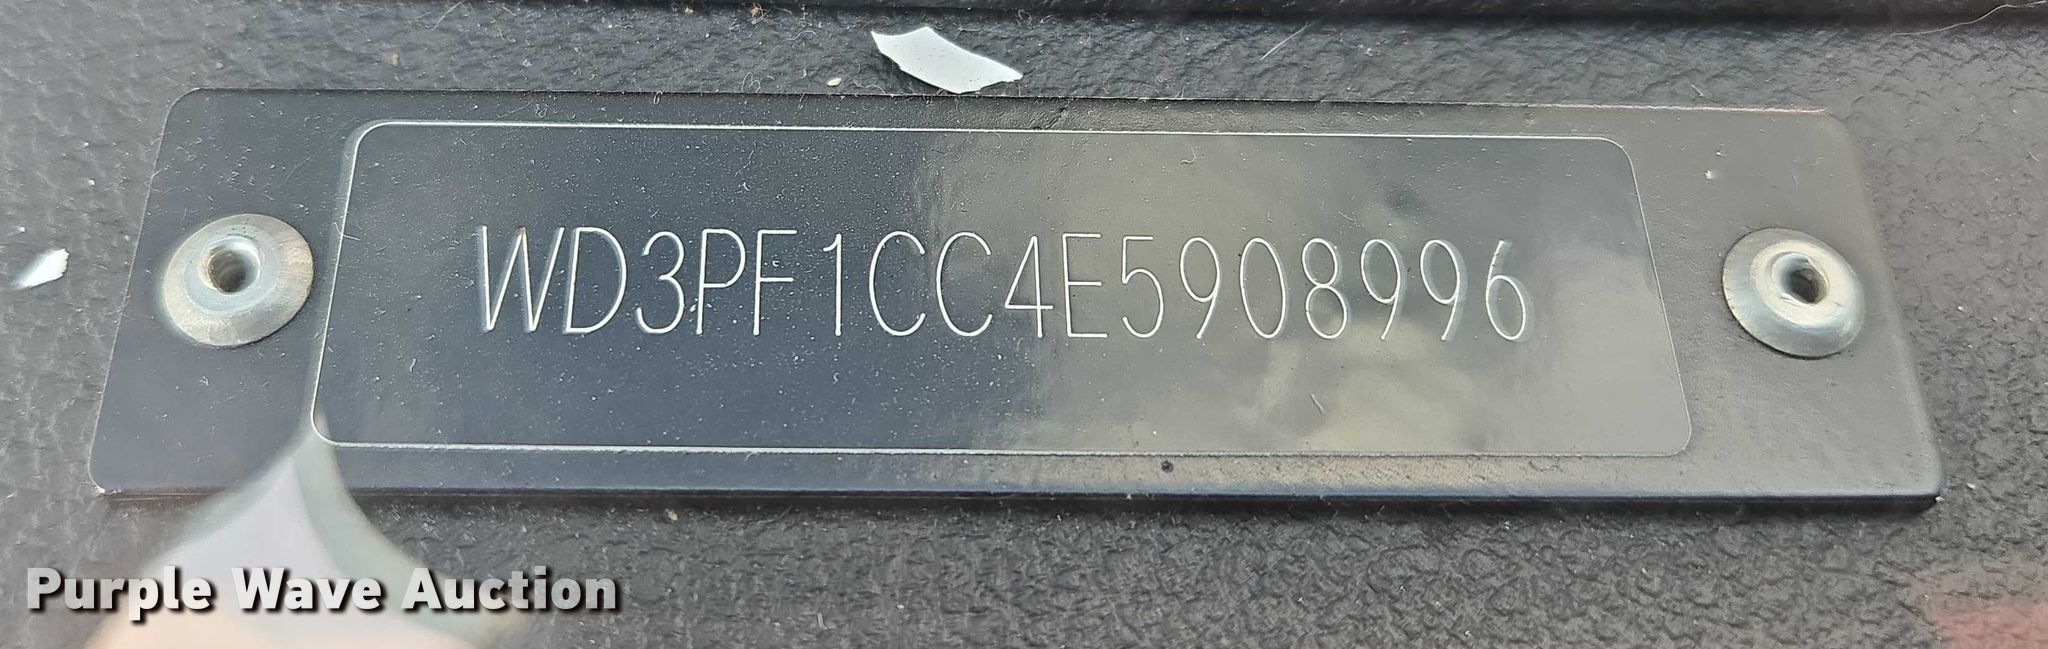 WD3PF1CC4E5908996
Purple Wave Auction